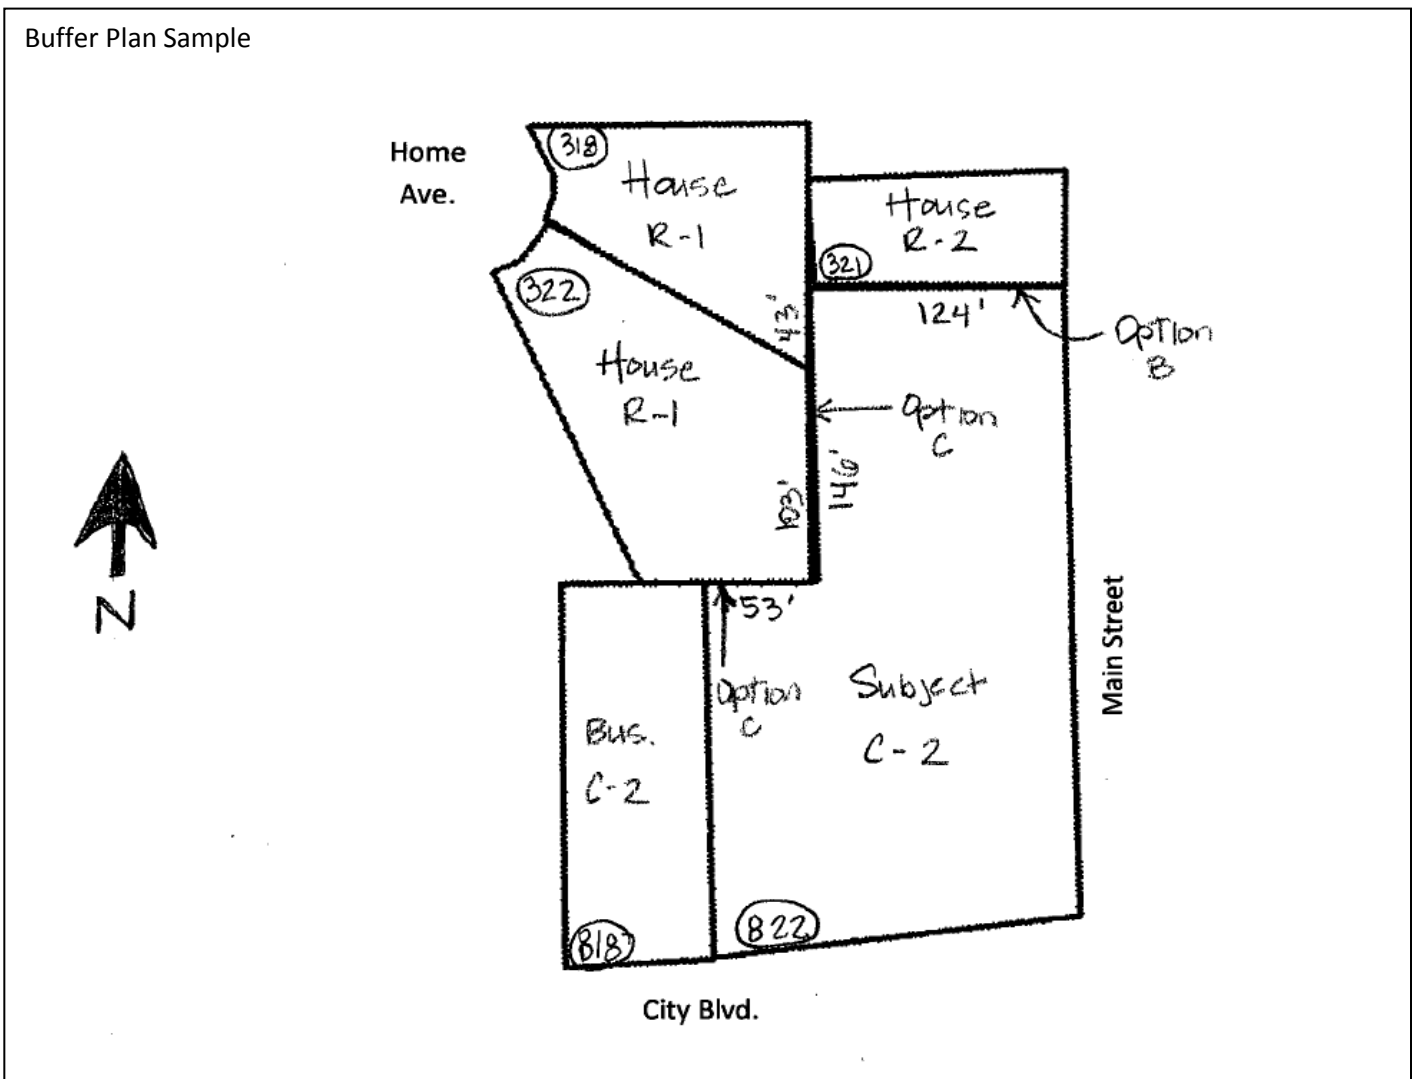 Buffer Plan Sample
Home
Ave.
318
House
R-1
House
R-2
321
322
43'
124'
Option
B
House
R-1
Option
C
103'
146'
N
53'
Option
C
Bus.
C-2
Subject
C-2
Main Street
818
822
City Blvd.